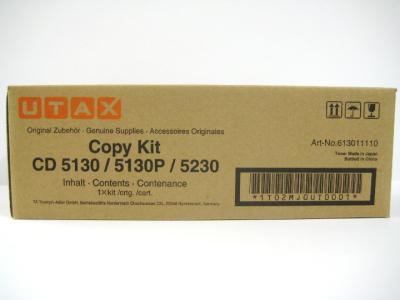 UTAX
Original Zubehör · Genuine Supplies · Accessoires Originales
Copy Kit
CD 5130 / 5130P / 5230
Inhalt · Contents · Contenance
1×kit /crtg. /cart.
Art-No.613011110
Toner Made in Japan
Bottled in China
*1T02MJ0UT0001*